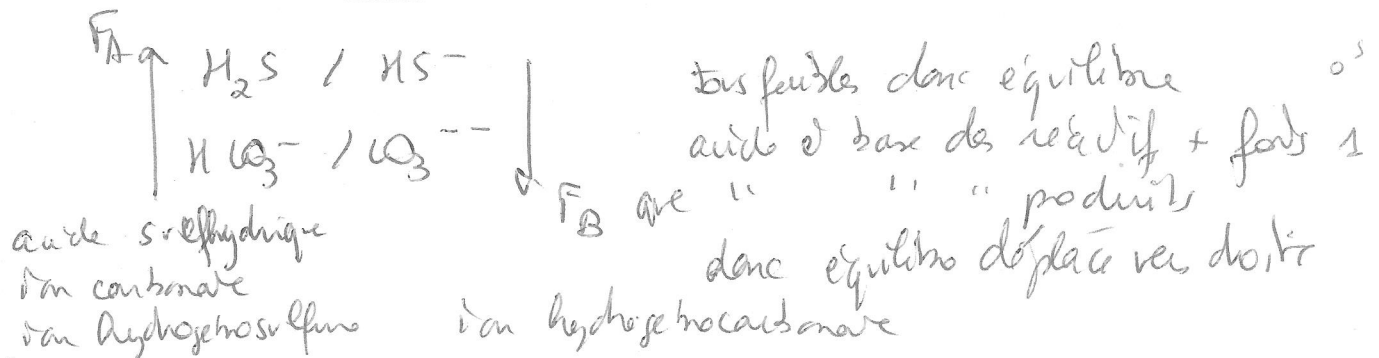 FA H₂S / HS⁻
HCO₃⁻ / CO₃⁻⁻
FB
acide sulfhydrique
ion carbonate
ion hydrogénosulfure ion hydrogénocarbonate
tous faibles donc équilibre
acide et base des réactif + forts 1
que " " " produits
donc équilibre déplacé vers droite